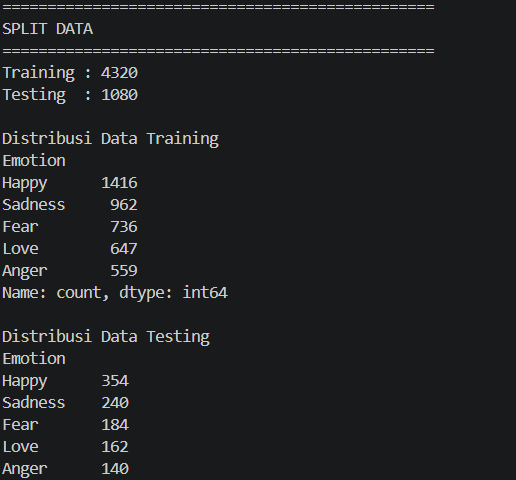 ================================================
SPLIT DATA
================================================
Training : 4320
Testing  : 1080
Distribusi Data Training
Emotion
Happy      1416
Sadness     962
Fear        736
Love        647
Anger       559
Name: count, dtype: int64
Distribusi Data Testing
Emotion
Happy      354
Sadness    240
Fear       184
Love       162
Anger      140